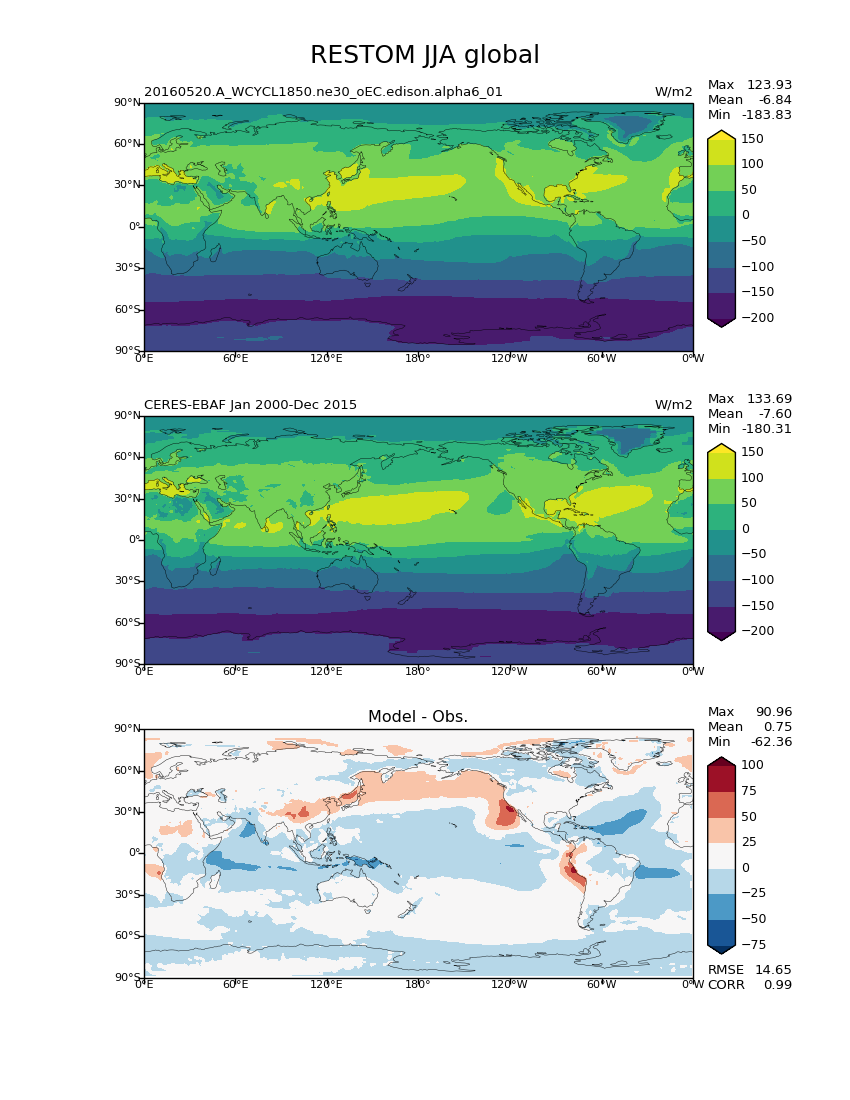 RESTOM JJA global
20160520.A_WCYCL1850.ne30_oEC.edison.alpha6_01 W/m2
Max 123.93
Mean -6.84
Min -183.83
90°N
60°N
30°N
0°
30°S
60°S
90°S
0°E 60°E 120°E 180° 120°W 60°W 0°W
150
100
50
0
−50
−100
−150
−200
CERES-EBAF Jan 2000-Dec 2015 W/m2
Max 133.69
Mean -7.60
Min -180.31
90°N
60°N
30°N
0°
30°S
60°S
90°S
0°E 60°E 120°E 180° 120°W 60°W 0°W
150
100
50
0
−50
−100
−150
−200
Model - Obs.
Max 90.96
Mean 0.75
Min -62.36
90°N
60°N
30°N
0°
30°S
60°S
90°S
0°E 60°E 120°E 180° 120°W 60°W 0°W
100
75
50
25
0
−25
−50
−75
RMSE 14.65
CORR 0.99